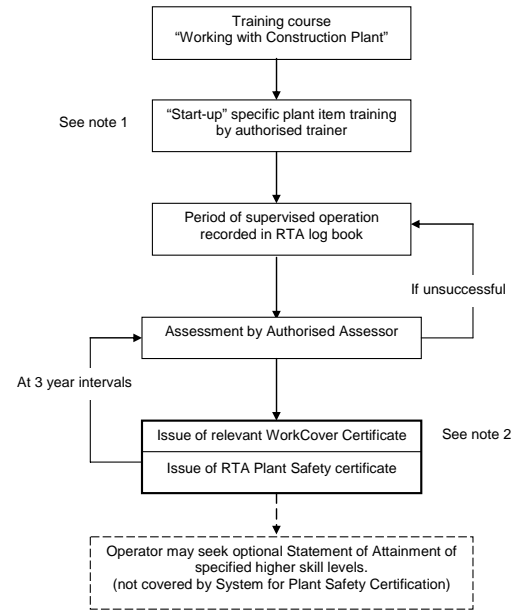 Training course
“Working with Construction Plant”
See note 1
“Start-up” specific plant item training
by authorised trainer
Period of supervised operation
recorded in RTA log book
If unsuccessful
Assessment by Authorised Assessor
At 3 year intervals
Issue of relevant WorkCover Certificate
See note 2
Issue of RTA Plant Safety certificate
Operator may seek optional Statement of Attainment of
specified higher skill levels.
(not covered by System for Plant Safety Certification)